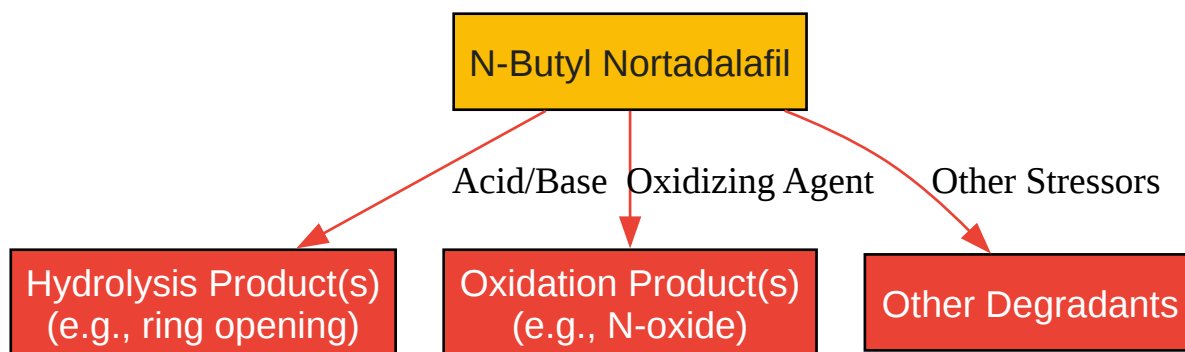 N-Butyl Nortadalafil
Acid/Base
Oxidizing Agent
Other Stressors
Hydrolysis Product(s)
(e.g., ring opening)
Oxidation Product(s)
(e.g., N-oxide)
Other Degradants